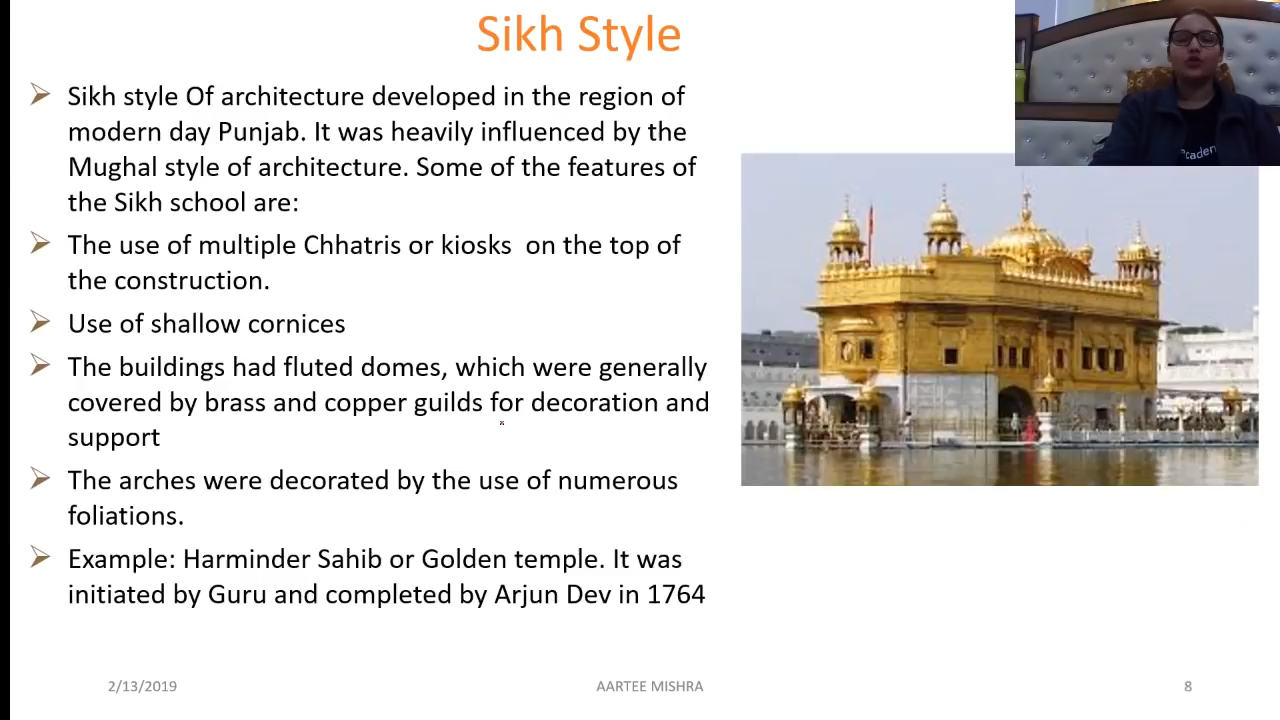 Sikh Style
Sikh style Of architecture developed in the region of
modern day Punjab. It was heavily influenced by the
Mughal style of architecture. Some of the features of
the Sikh school are:
The use of multiple Chhatris or kiosks on the top of
the construction.
Use of shallow cornices
The buildings had fluted domes, which were generally
covered by brass and copper guilds for decoration and
support
The arches were decorated by the use of numerous
foliations.
Example: Harminder Sahib or Golden temple. It was
initiated by Guru and completed by Arjun Dev in 1764
2/13/2019
AARTEE MISHRA
8